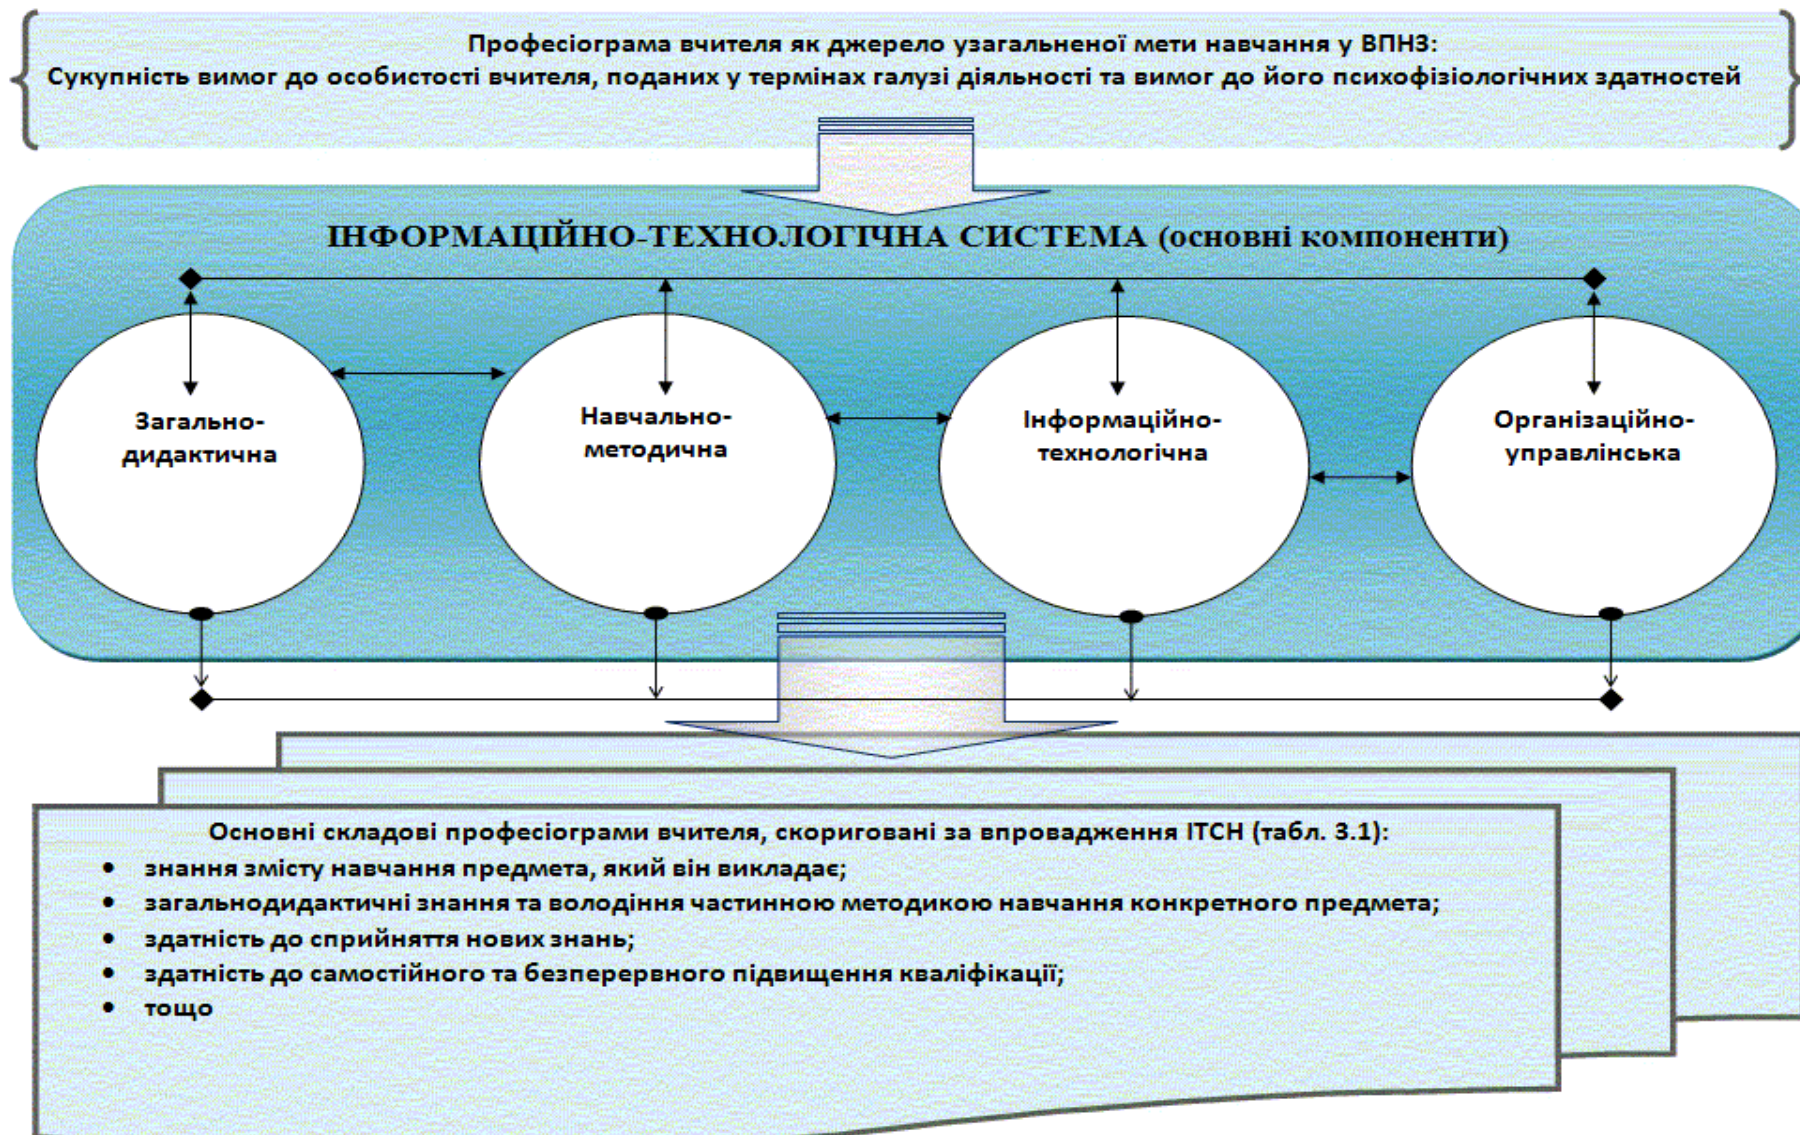 Професіограма вчителя як джерело узагальненої мети навчання у ВПНЗ:
Сукупність вимог до особистості вчителя, поданих у термінах галузі діяльності та вимог до його психофізіологічних здатностей
ІНФОРМАЦІЙНО-ТЕХНОЛОГІЧНА СИСТЕМА (основні компоненти)
Загально-
дидактична
Навчально-
методична
Інформаційно-
технологічна
Організаційно-
управлінська
Основні складові професіограми вчителя, скориговані за впровадження ІТСН (табл. 3.1):
• знання змісту навчання предмета, який він викладає;
• загальнодидактичні знання та володіння частинною методикою навчання конкретного предмета;
• здатність до сприйняття нових знань;
• здатність до самостійного та безперервного підвищення кваліфікації;
• тощо